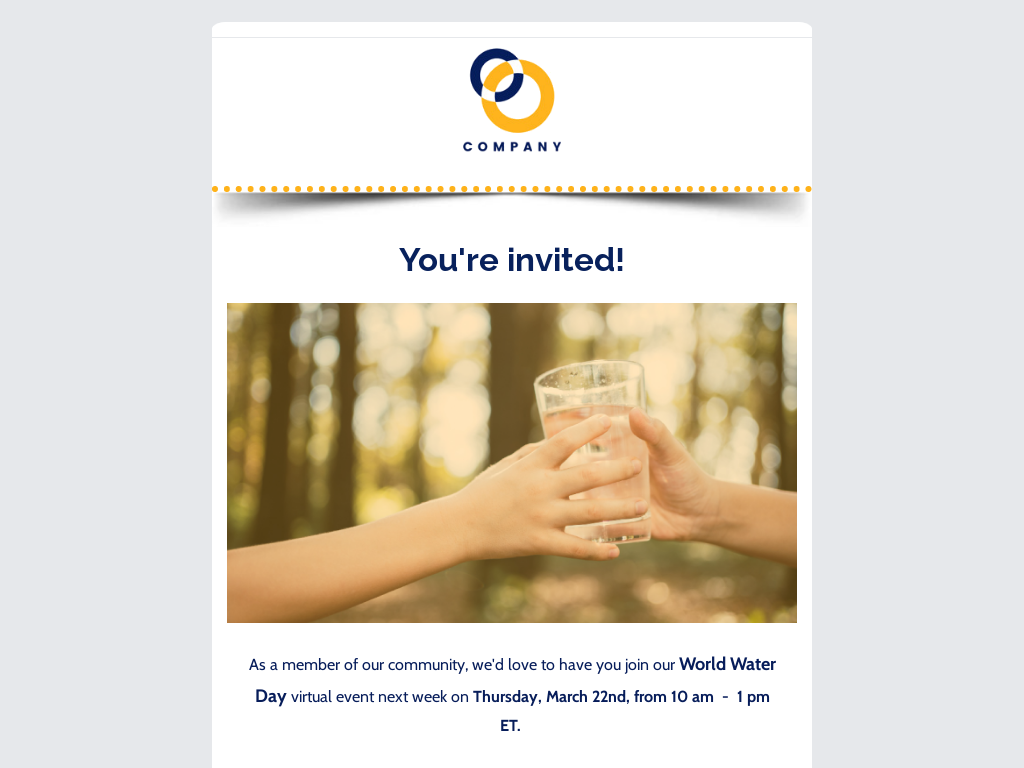 COMPANY
You're invited!
As a member of our community, we'd love to have you join our World Water
Day virtual event next week on Thursday, March 22nd, from 10 am - 1 pm
ET.